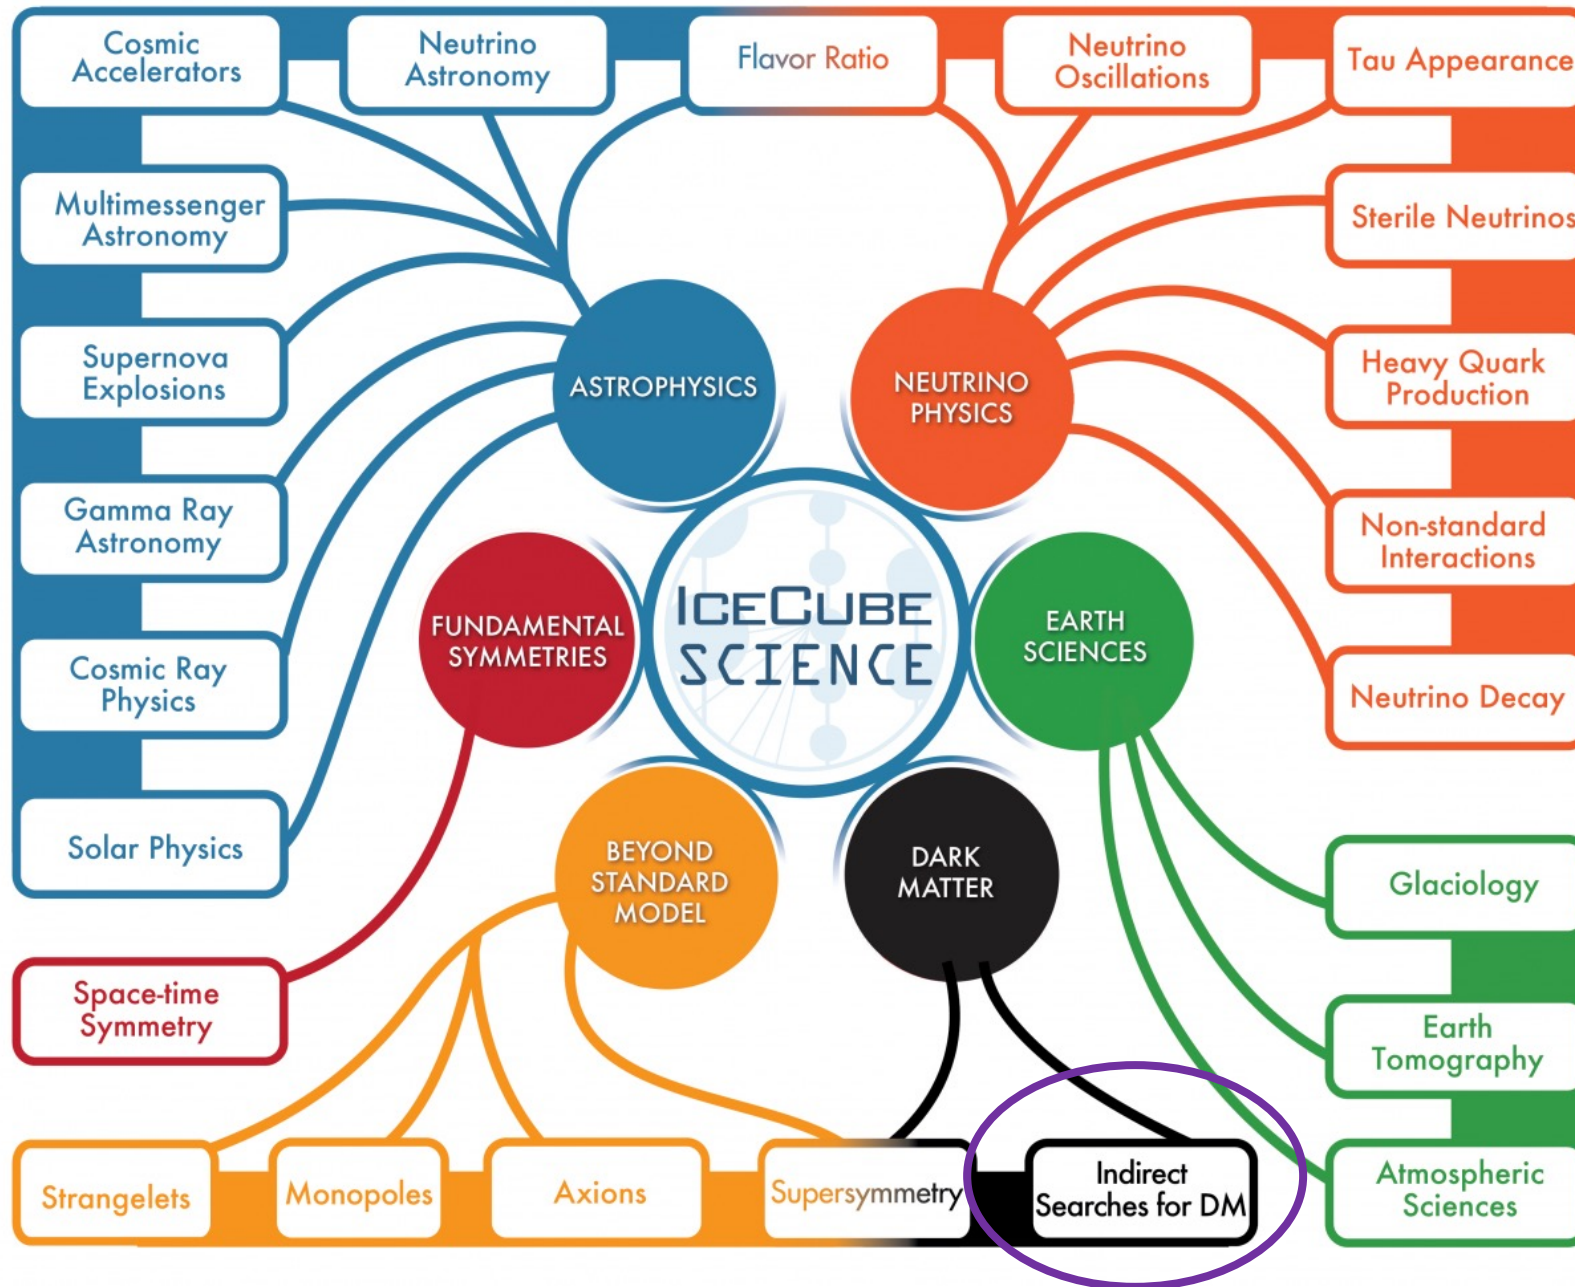 Cosmic
Accelerators
Neutrino
Astronomy
Flavor Ratio
Neutrino
Oscillations
Tau Appearance
Multimessenger
Astronomy
Sterile Neutrinos
Supernova
Explosions
ASTROPHYSICS
NEUTRINO
PHYSICS
Heavy Quark
Production
Gamma Ray
Astronomy
Non-standard
Interactions
FUNDAMENTAL
SYMMETRIES
ICECUBE
SCIENCE
EARTH
SCIENCES
Cosmic Ray
Physics
Neutrino Decay
Solar Physics
BEYOND
STANDARD
MODEL
DARK
MATTER
Glaciology
Space-time
Symmetry
Earth
Tomography
Strangelets
Monopoles
Axions
Supersymmetry
Indirect
Searches for DM
Atmospheric
Sciences